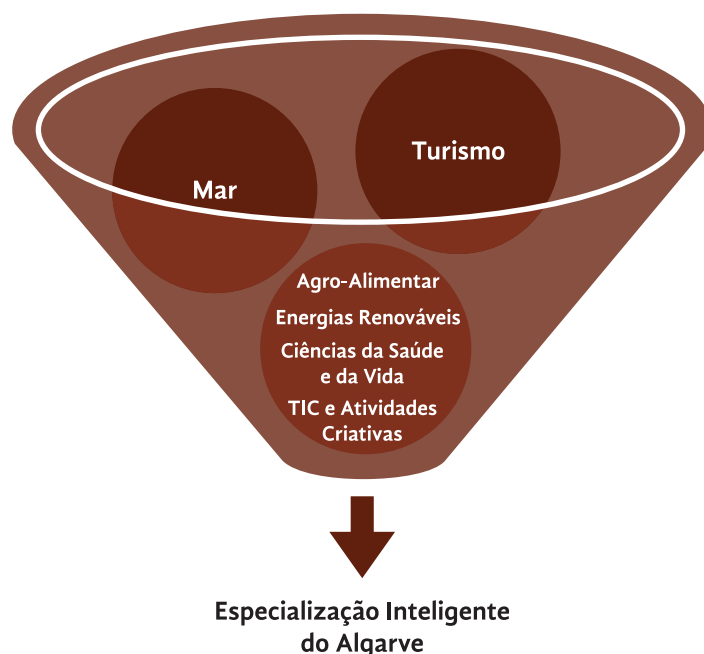 Turismo
Mar
Agro-Alimentar
Energias Renováveis
Ciências da Saúde
e da Vida
TIC e Atividades
Criativas
Especialização Inteligente
do Algarve